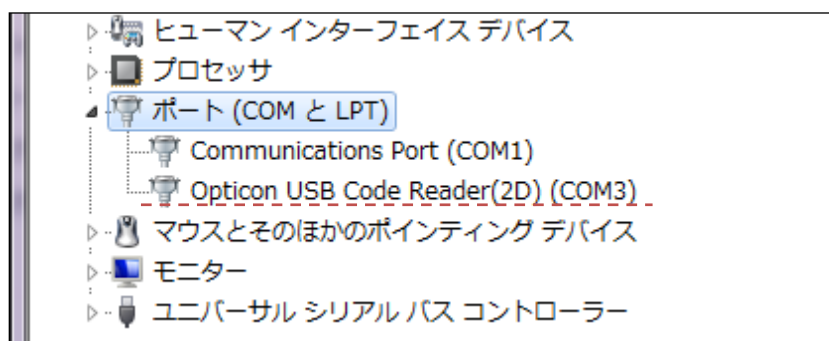 ヒューマン インターフェイス デバイス
プロセッサ
ポート (COM と LPT)
Communications Port (COM1)
Opticon USB Code Reader(2D) (COM3)
マウスとそのほかのポインティング デバイス
モニター
ユニバーサル シリアル バス コントローラー